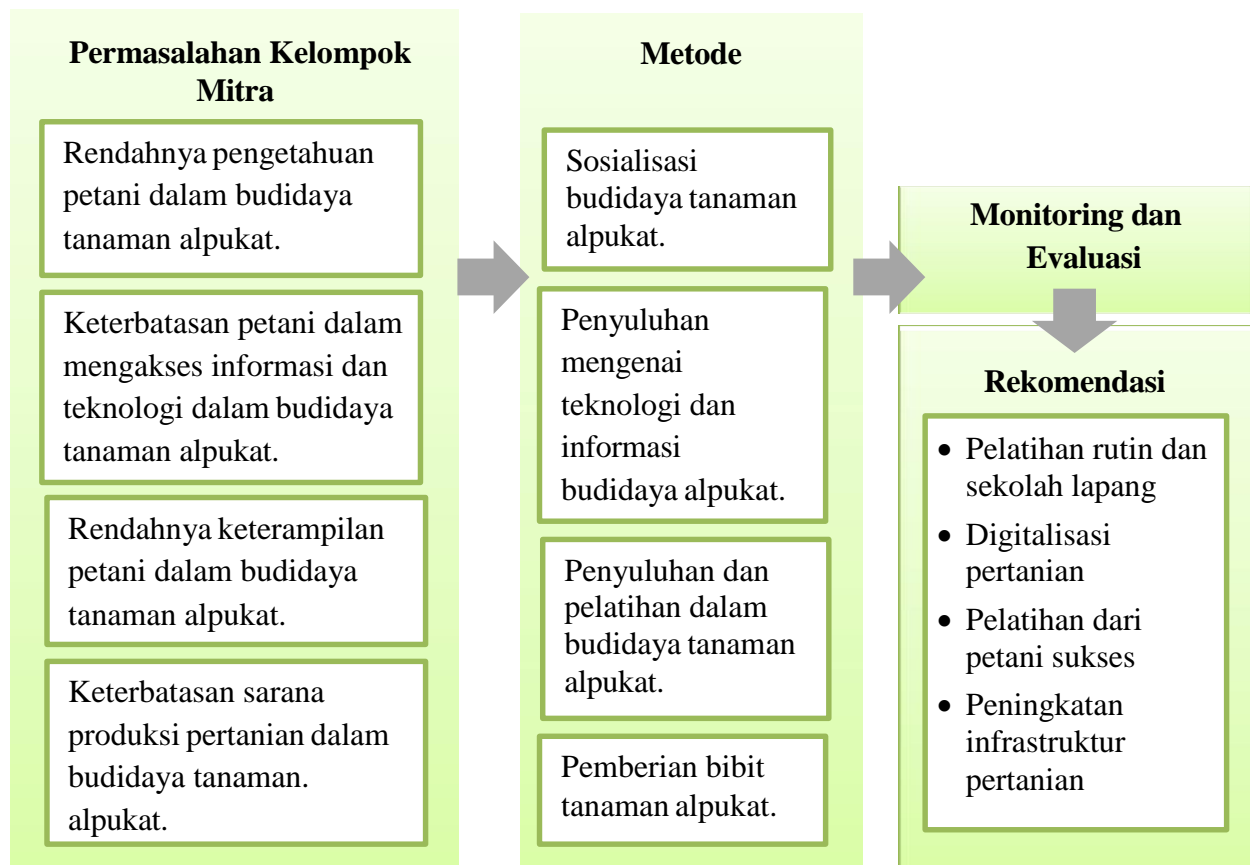 Permasalahan Kelompok
Mitra
Rendahnya pengetahuan
petani dalam budidaya
tanaman alpukat.
Keterbatasan petani dalam
mengakses informasi dan
teknologi dalam budidaya
tanaman alpukat.
Rendahnya keterampilan
petani dalam budidaya
tanaman alpukat.
Keterbatasan sarana
produksi pertanian dalam
budidaya tanaman.
alpukat.
Metode
Sosialisasi
budidaya tanaman
alpukat.
Penyuluhan
mengenai
teknologi dan
informasi
budidaya alpukat.
Penyuluhan dan
pelatihan dalam
budidaya tanaman
alpukat.
Pemberian bibit
tanaman alpukat.
Monitoring dan
Evaluasi
Rekomendasi
• Pelatihan rutin dan
sekolah lapang
• Digitalisasi
pertanian
• Pelatihan dari
petani sukses
• Peningkatan
infrastruktur
pertanian